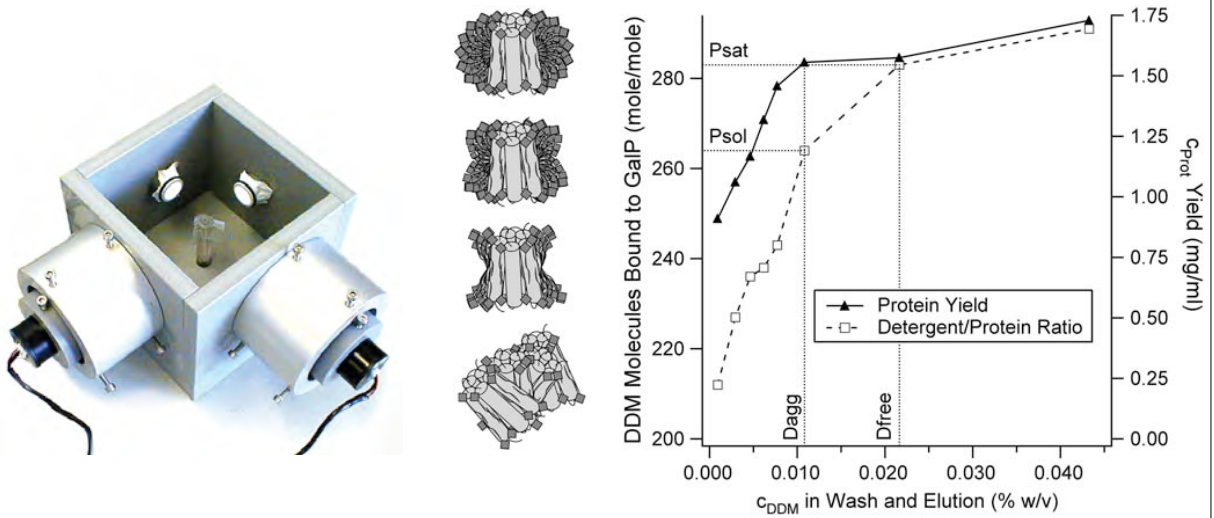 DDM Molecules Bound to GalP (mole/mole)
280
260
240
220
200
Psat
Psol
Dagg
Dfree
Protein Yield
Detergent/Protein Ratio
1.75
1.50
1.25
1.00
0.75
0.50
0.25
0.00
cProt Yield (mg/ml)
0.000
0.010
0.020
0.030
0.040
cDDM in Wash and Elution (% w/v)